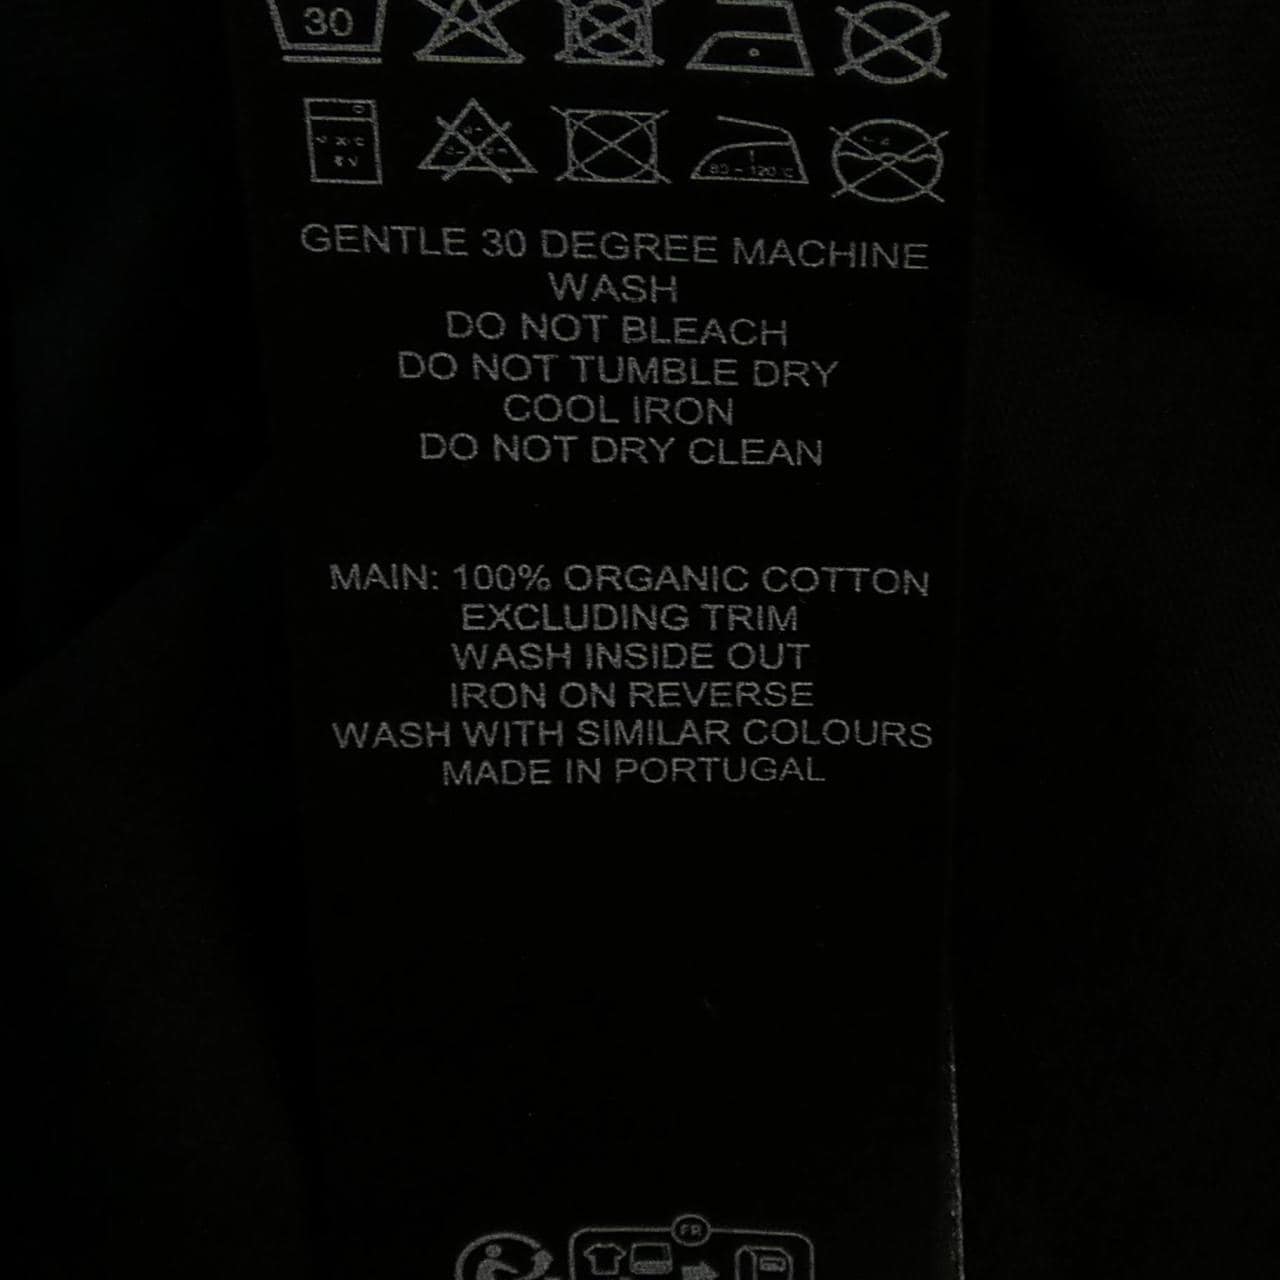 30
GENTLE 30 DEGREE MACHINE
WASH
DO NOT BLEACH
DO NOT TUMBLE DRY
COOL IRON
DO NOT DRY CLEAN
MAIN: 100% ORGANIC COTTON
EXCLUDING TRIM
WASH INSIDE OUT
IRON ON REVERSE
WASH WITH SIMILAR COLOURS
MADE IN PORTUGAL
FR